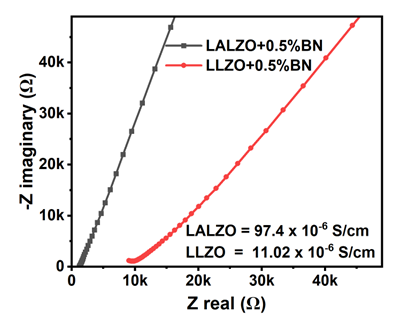 LALZO+0.5%BN
LLZO+0.5%BN
-Z imaginary (Ω)
40k
30k
20k
10k
0
LALZO = 97.4 x 10⁻⁶ S/cm
LLZO = 11.02 x 10⁻⁶ S/cm
0 10k 20k 30k 40k
Z real (Ω)